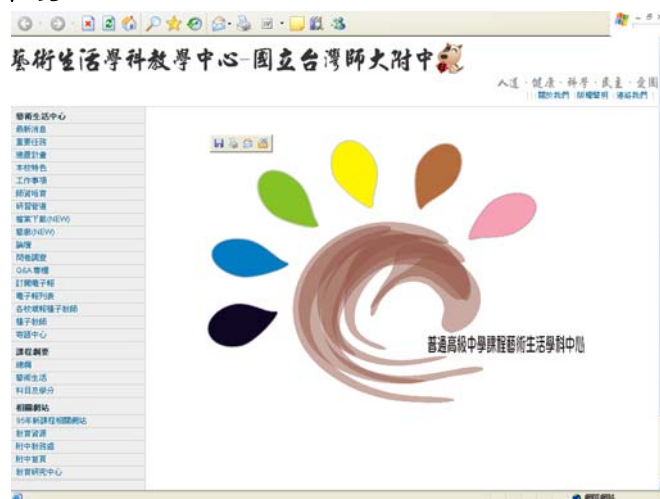 藝術生活學科教學中心-國立台灣師大附中
人道‧健康‧科學‧民主‧愛國
關於我們 版權聲明 連絡我們
藝術生活中心
最新消息
重要任務
總體計畫
本校特色
工作事項
師資培育
研習營運
檔案下載(NEW)
藝廊(NEW)
論壇
問卷調查
Q&A 專欄
訂閱電子報
電子報列表
各校填報種子教師
種子教師
寄語中心
課程綱要
總綱
藝術生活
科目及學分
相關網站
95年新課程相關網站
教育資源
附中教務處
附中首頁
教育研究中心
普通高級中學課程藝術生活學科中心